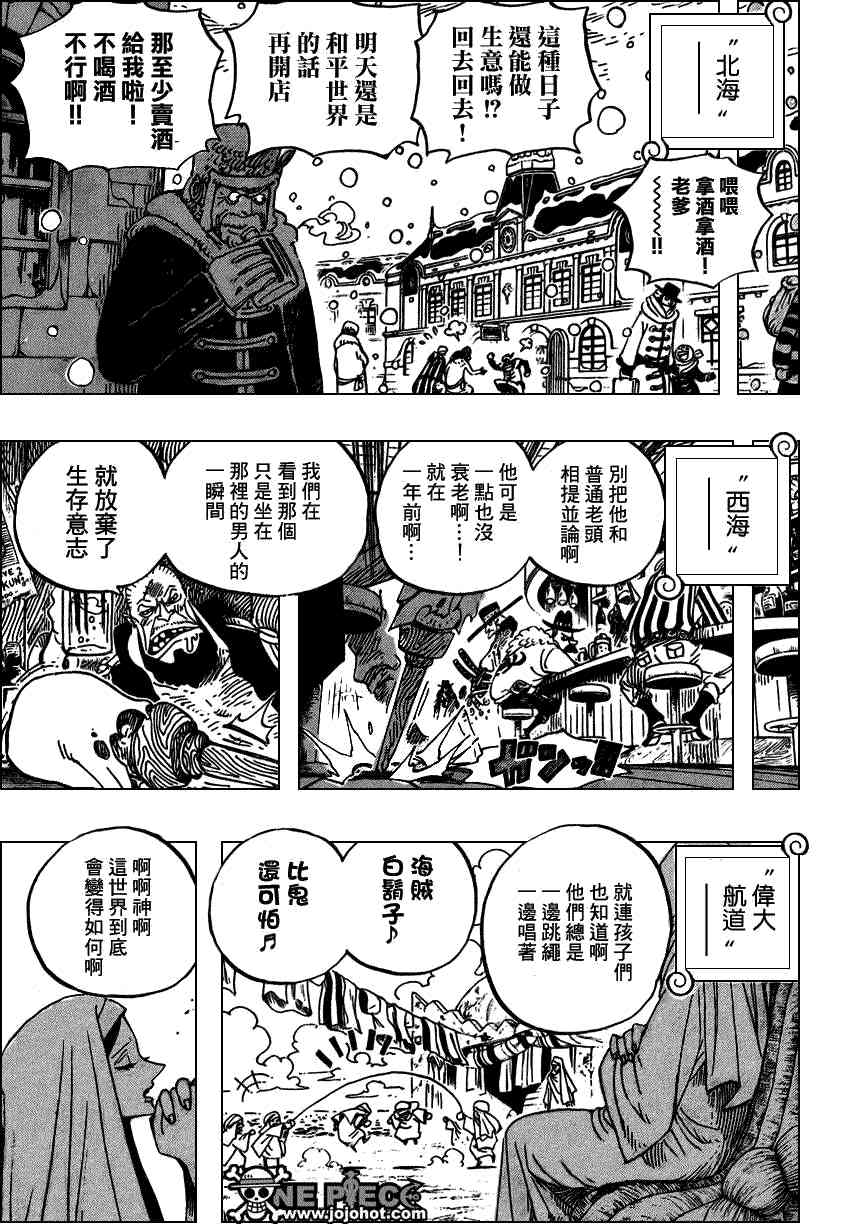 〝北海〞
——
喂喂
拿酒拿酒！
老爹
～～～!!
這種日子
還能做
生意嗎!?
回去回去！
明天還是
和平世界
的話
再開店
那至少賣酒
給我啦！
不喝酒
不行啊!!
〝西海〞
——
別把他和
普通老頭
相提並論啊
他可是
一點也沒
衰老啊…！
就在
一年前啊…
ガンッ!!
我們在
看到那個
只是坐在
那裡的男人的
一瞬間
就放棄了
生存意志
〝偉大
航道〞
——
就連孩子們
也知道啊
他們總是
一邊跳繩
一邊唱著
海賊
白鬍子♪
比鬼
還可怕♬
啊啊神啊
這世界到底
會變得如何啊
ONE PIECE
www.jojohot.com